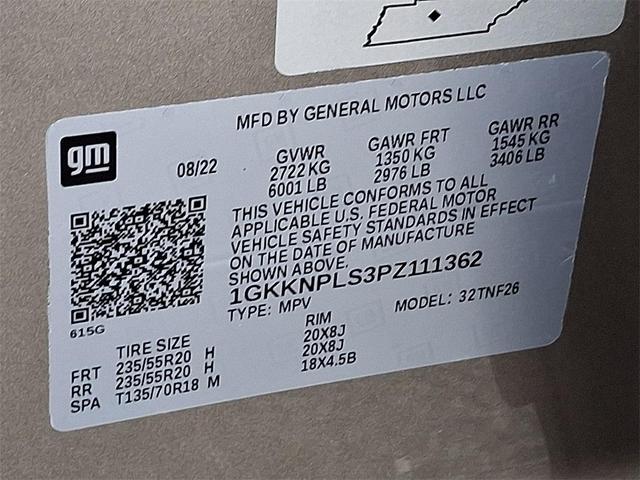 MFD BY GENERAL MOTORS LLC
gm
08/22
GVWR
2722 KG
6001 LB
GAWR FRT
1350 KG
2976 LB
GAWR RR
1545 KG
3406 LB
THIS VEHICLE CONFORMS TO ALL
APPLICABLE U.S. FEDERAL MOTOR
VEHICLE SAFETY STANDARDS IN EFFECT
ON THE DATE OF MANUFACTURE
SHOWN ABOVE.
1GKKNPLS3PZ111362
TYPE: MPV
MODEL: 32TNF26
615G
TIRE SIZE RIM
FRT 235/55R20 H 20X8J
RR 235/55R20 H 20X8J
SPA T135/70R18 M 18X4.5B